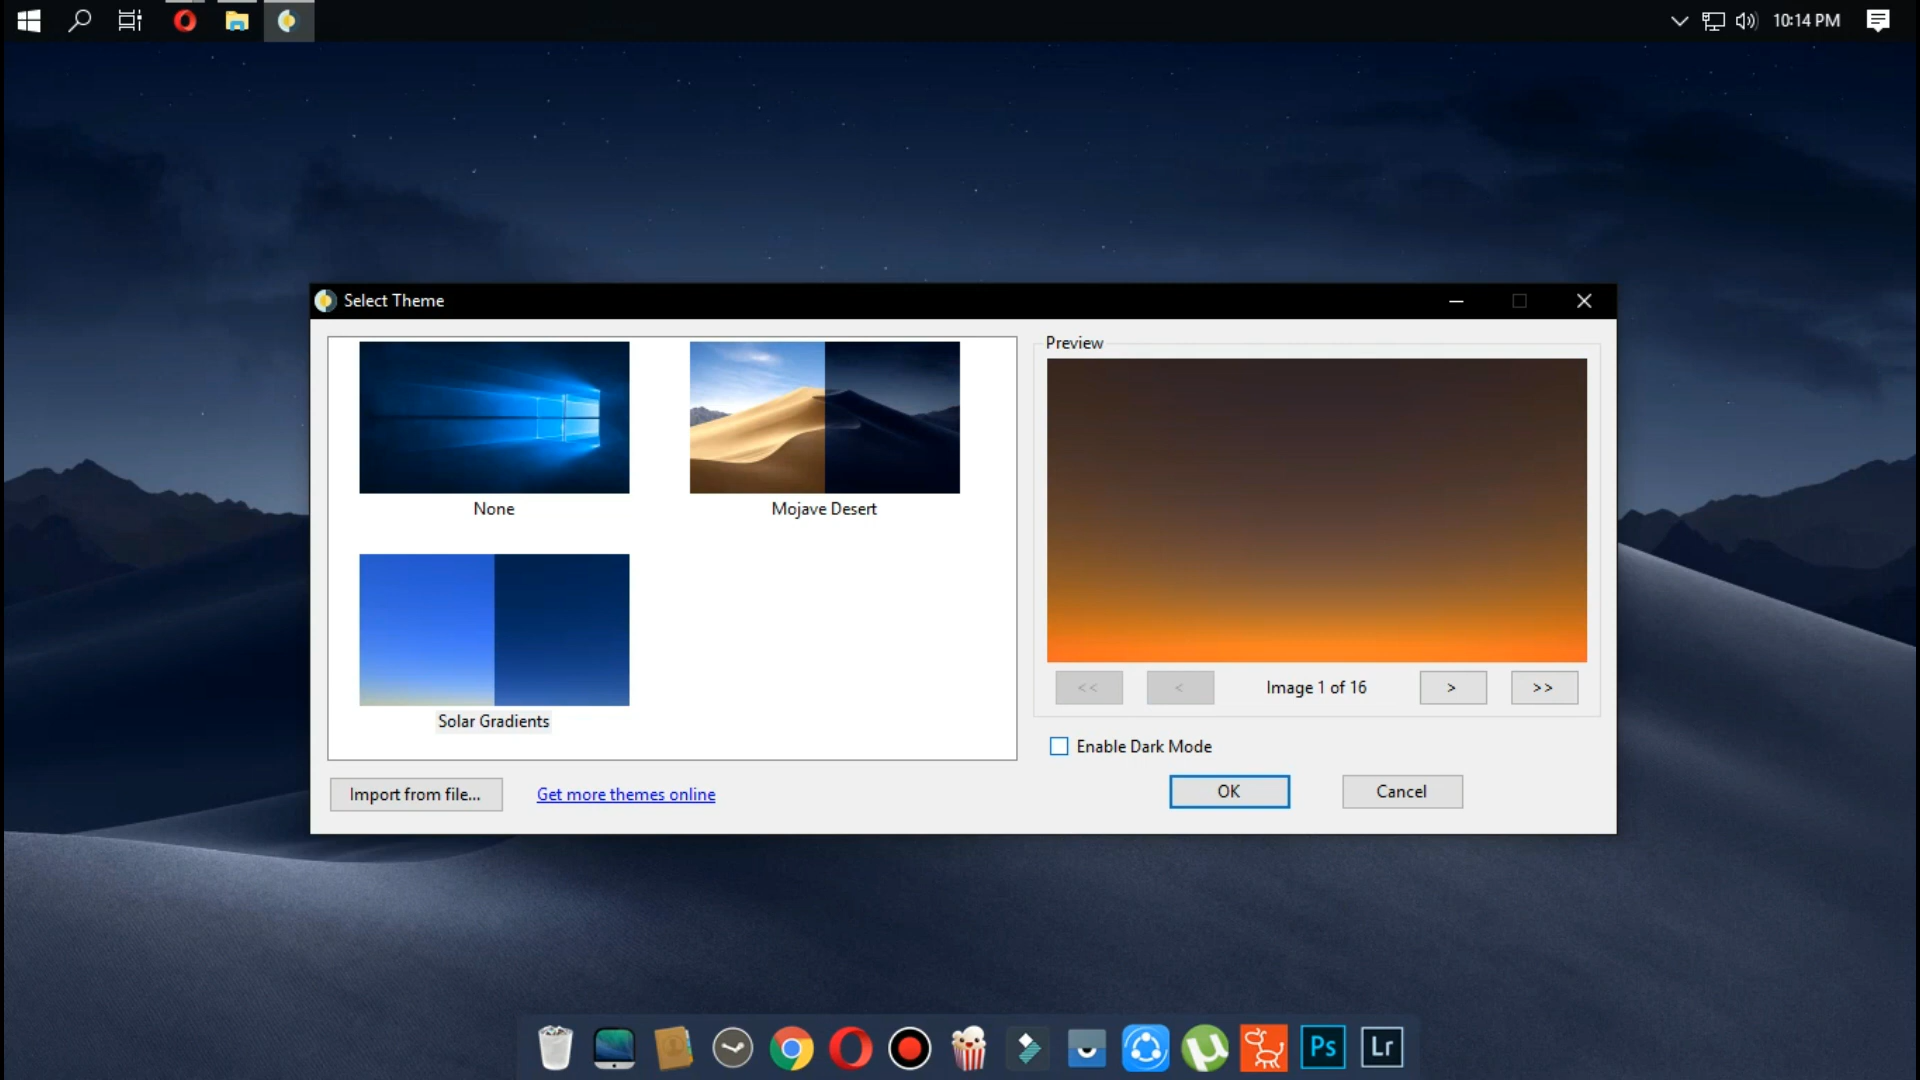 10:14 PM
Select Theme
Preview
None
Mojave Desert
Solar Gradients
<<
<
Image 1 of 16
>
>>
Enable Dark Mode
Import from file...
Get more themes online
OK
Cancel
Ps
Lr